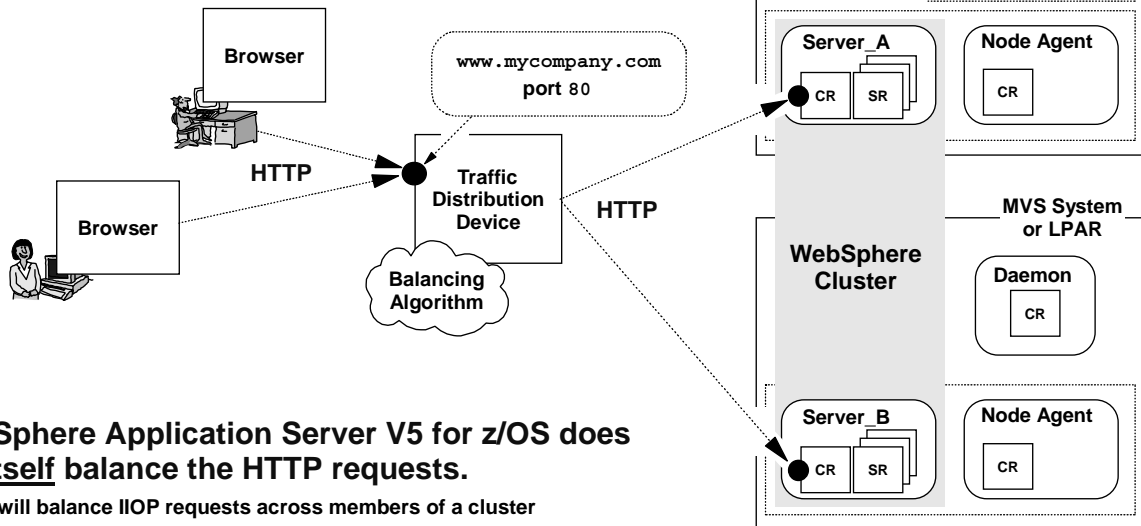 Browser
Browser
HTTP
www.mycompany.com
port 80
Traffic
Distribution
Device
Balancing
Algorithm
HTTP
Server_A
CR
SR
Node Agent
CR
WebSphere
Cluster
MVS System
or LPAR
Daemon
CR
Server_B
CR
SR
Node Agent
CR
Sphere Application Server V5 for z/OS does
self balance the HTTP requests.
will balance IIOP requests across members of a cluster